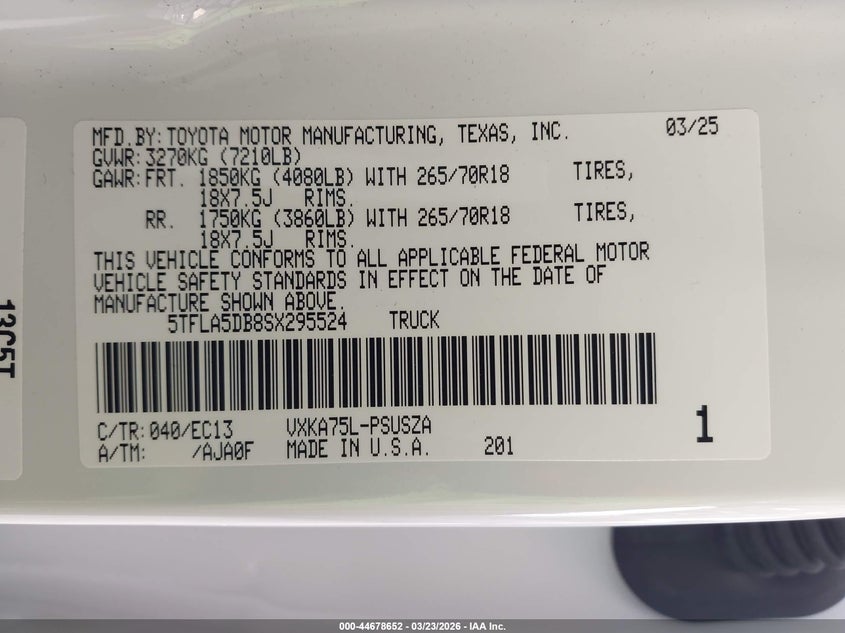 MFD.BY:TOYOTA MOTOR MANUFACTURING, TEXAS, INC. 03/25
GVWR:3270KG (7210LB)
GAWR:FRT. 1850KG (4080LB) WITH 265/70R18 TIRES,
18X7.5J RIMS.
RR. 1750KG (3860LB) WITH 265/70R18 TIRES,
18X7.5J RIMS.
THIS VEHICLE CONFORMS TO ALL APPLICABLE FEDERAL MOTOR
VEHICLE SAFETY STANDARDS IN EFFECT ON THE DATE OF
MANUFACTURE SHOWN ABOVE.
5TFLA5DB8SX295524 TRUCK
C/TR:040/EC13 VXKA75L-PSUSZA
A/TM: /AJA0F MADE IN U.S.A. 201
1
13C5T
000-44678652 - 03/23/2026 - IAA Inc.